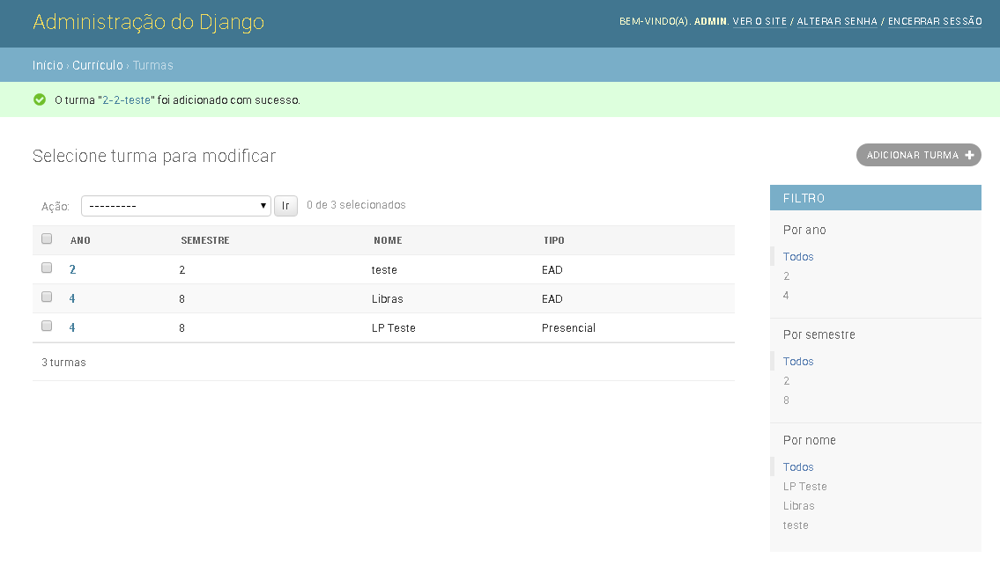 Administração do Django
BEM-VINDO(A). ADMIN. VER O SITE / ALTERAR SENHA / ENCERRAR SESSÃO
Início › Currículo › Turmas
O turma "2-2-teste" foi adicionado com sucesso.
Selecione turma para modificar
ADICIONAR TURMA
Ação: --------- Ir 0 de 3 selecionados
ANO SEMESTRE NOME TIPO
2 2 teste EAD
4 8 Libras EAD
4 8 LP Teste Presencial
3 turmas
FILTRO
Por ano
Todos
2
4
Por semestre
Todos
2
8
Por nome
Todos
LP Teste
Libras
teste